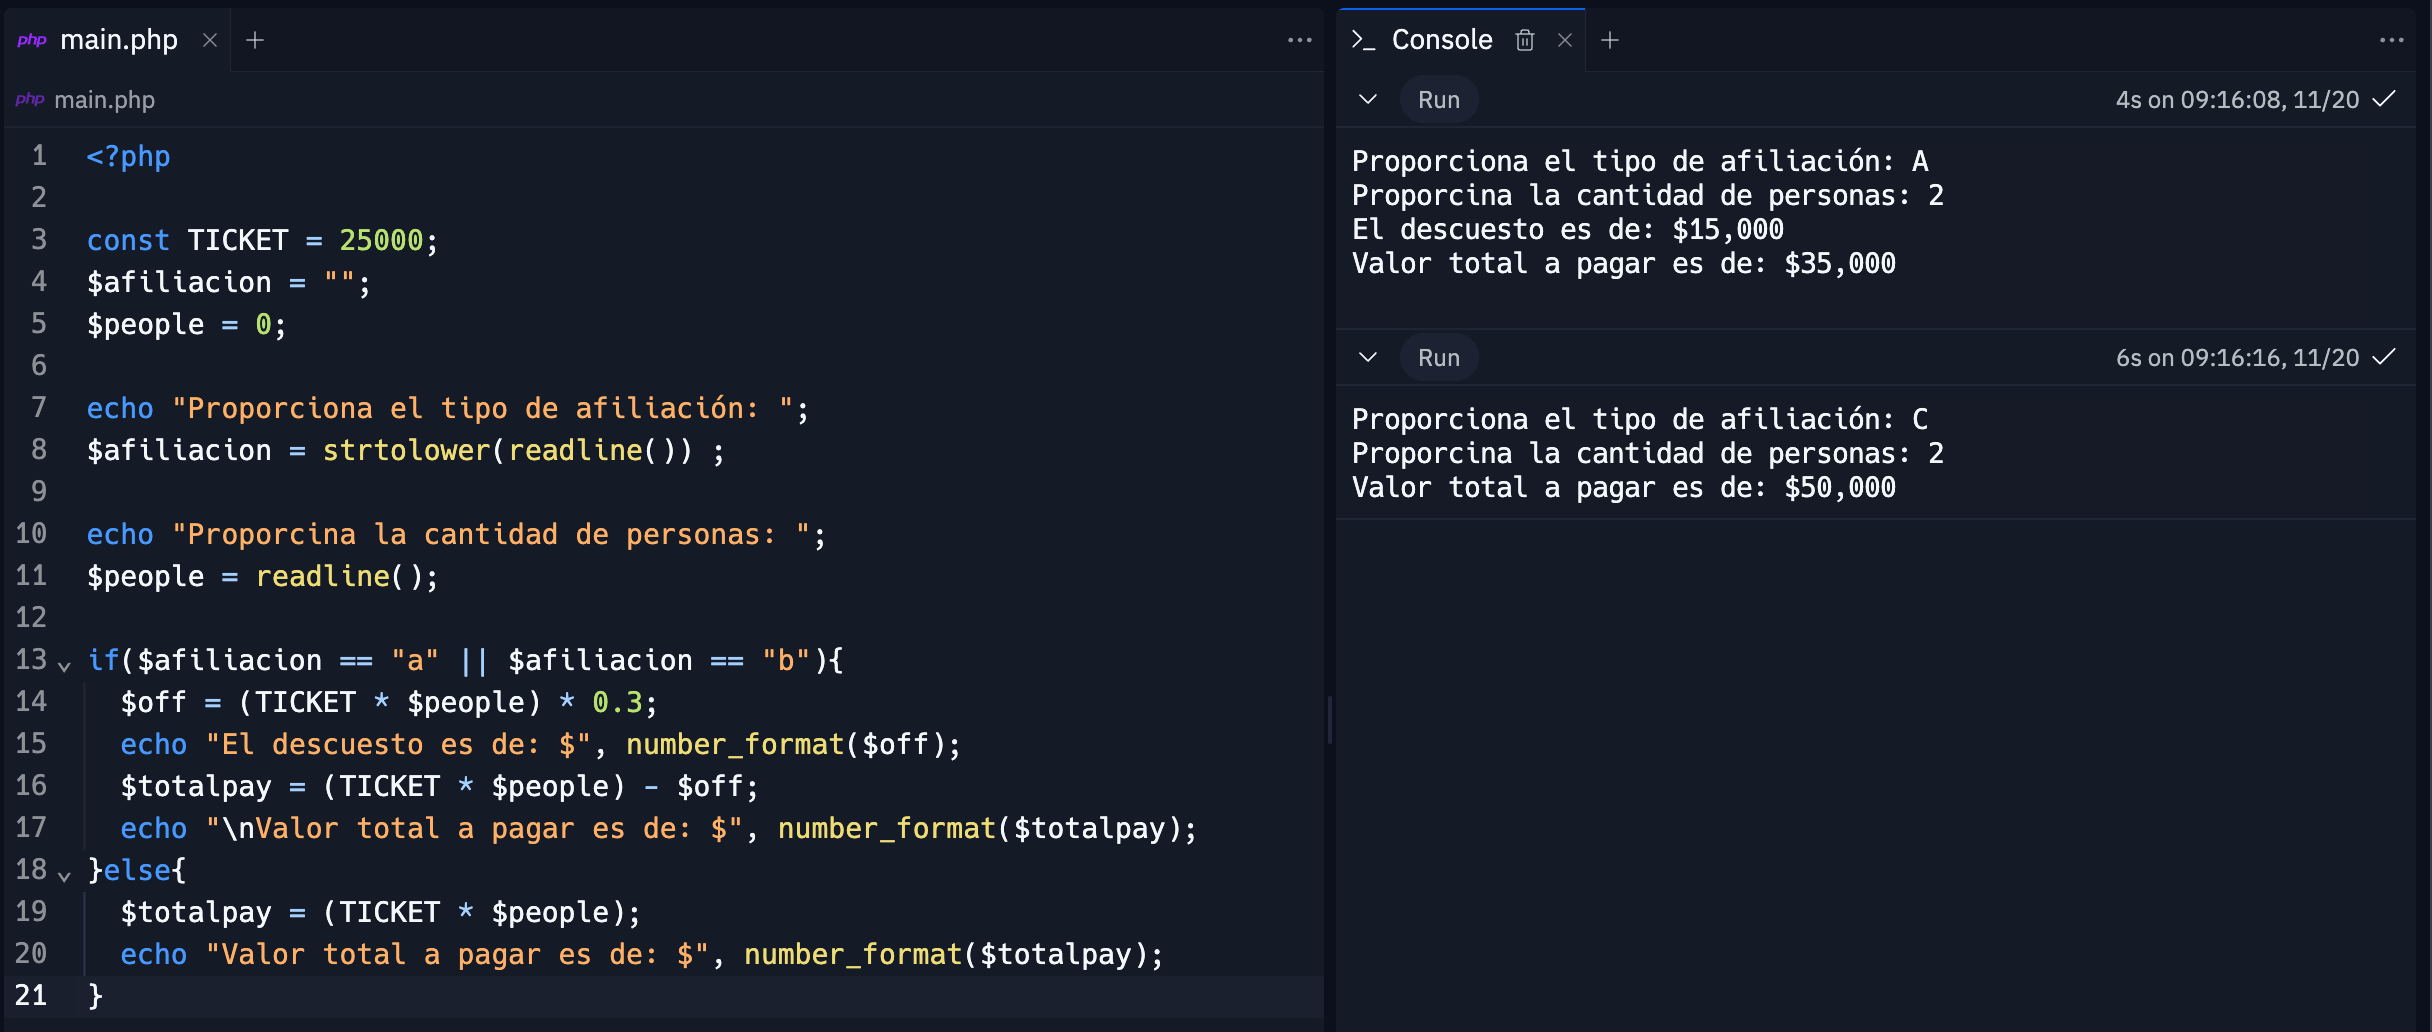 php main.php
php main.php
1 <?php
2
3 const TICKET = 25000;
4 $afiliacion = "";
5 $people = 0;
6
7 echo "Proporciona el tipo de afiliación: ";
8 $afiliacion = strtolower(readline()) ;
9
10 echo "Proporcina la cantidad de personas: ";
11 $people = readline();
12
13 if($afiliacion == "a" || $afiliacion == "b"){
14   $off = (TICKET * $people) * 0.3;
15   echo "El descuesto es de: $", number_format($off);
16   $totalpay = (TICKET * $people) - $off;
17   echo "\nValor total a pagar es de: $", number_format($totalpay);
18 }else{
19   $totalpay = (TICKET * $people);
20   echo "Valor total a pagar es de: $", number_format($totalpay);
21 }
Console
Run 4s on 09:16:08, 11/20
Proporciona el tipo de afiliación: A
Proporcina la cantidad de personas: 2
El descuesto es de: $15,000
Valor total a pagar es de: $35,000
Run 6s on 09:16:16, 11/20
Proporciona el tipo de afiliación: C
Proporcina la cantidad de personas: 2
Valor total a pagar es de: $50,000